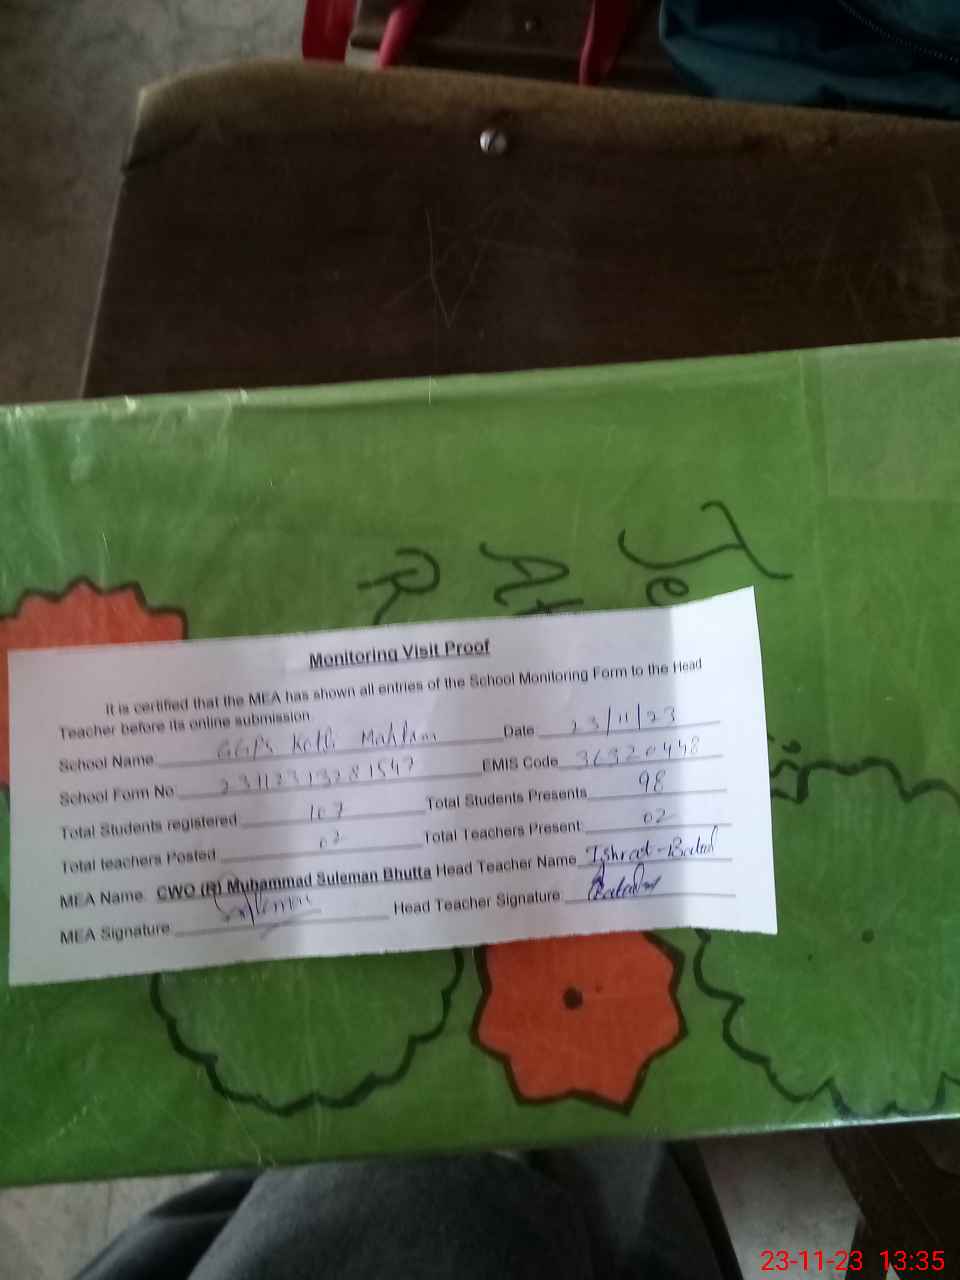 Monitoring Visit Proof
It is certified that the MEA has shown all entries of the School Monitoring Form to the Head
Teacher before its online submission.
School Name GGPS Kotli Mahtam Date 23/11/23
School Form No EMIS Code
Total Students registered 107 Total Students Presents 98
Total teachers Posted 02 Total Teachers Present 02
MEA Name. CWO (R) Muhammad Suleman Bhutta Head Teacher Name Ishrat Batool
MEA Signature Head Teacher Signature
23-11-23 13:35